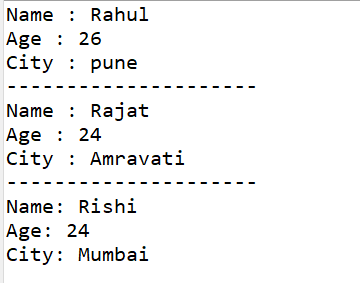 Name : Rahul
Age : 26
City : pune
---------------------
Name : Rajat
Age : 24
City : Amravati
---------------------
Name: Rishi
Age: 24
City: Mumbai